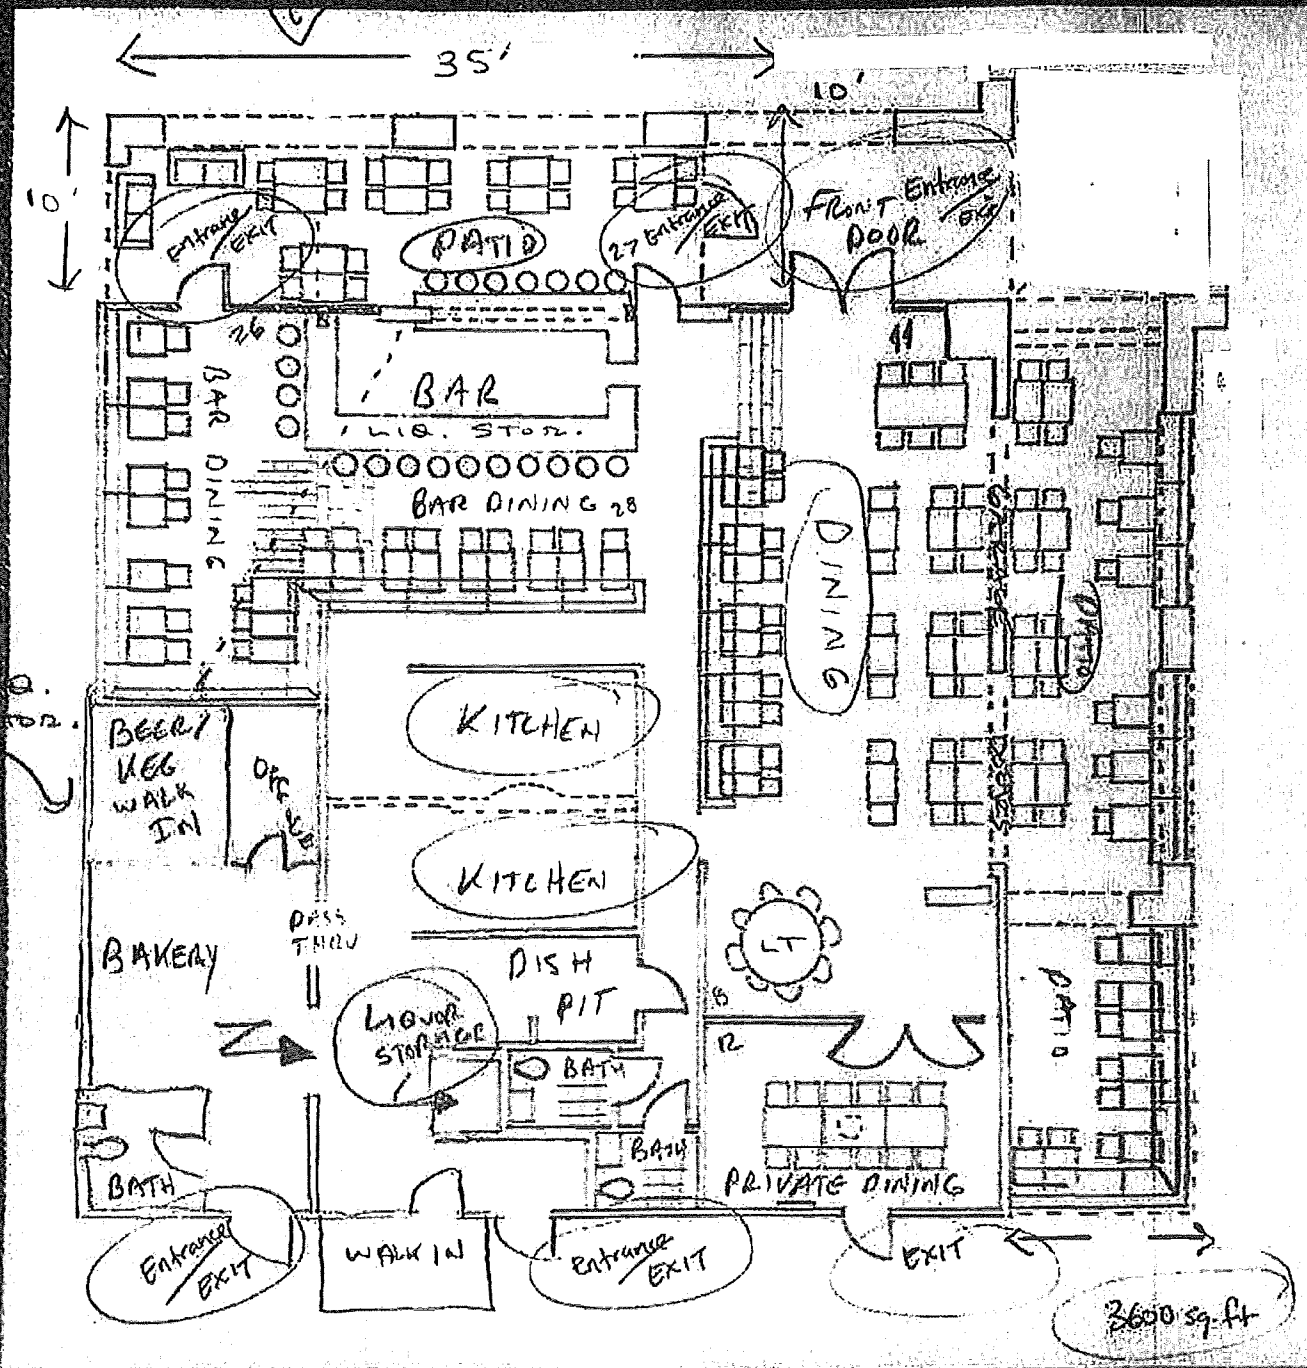 35'
10'
10'
Entrance
EXIT
PATIO
27 Entrance
EXIT
FRONT
DOOR
Entrance
EXIT
26
BAR
LIQ. STOR.
BAR DINING
BAR DINING 28
DINING
PATIO
KITCHEN
BEER/
KEG
WALK
IN
OFFICE
KITCHEN
PASS
THRU
BAKERY
DISH
PIT
LT
LIQUOR
STORAGE
PATIO
BATH
BATH
BATH
PRIVATE DINING
Entrance
EXIT
WALK IN
Entrance
EXIT
EXIT
3600 sq.ft